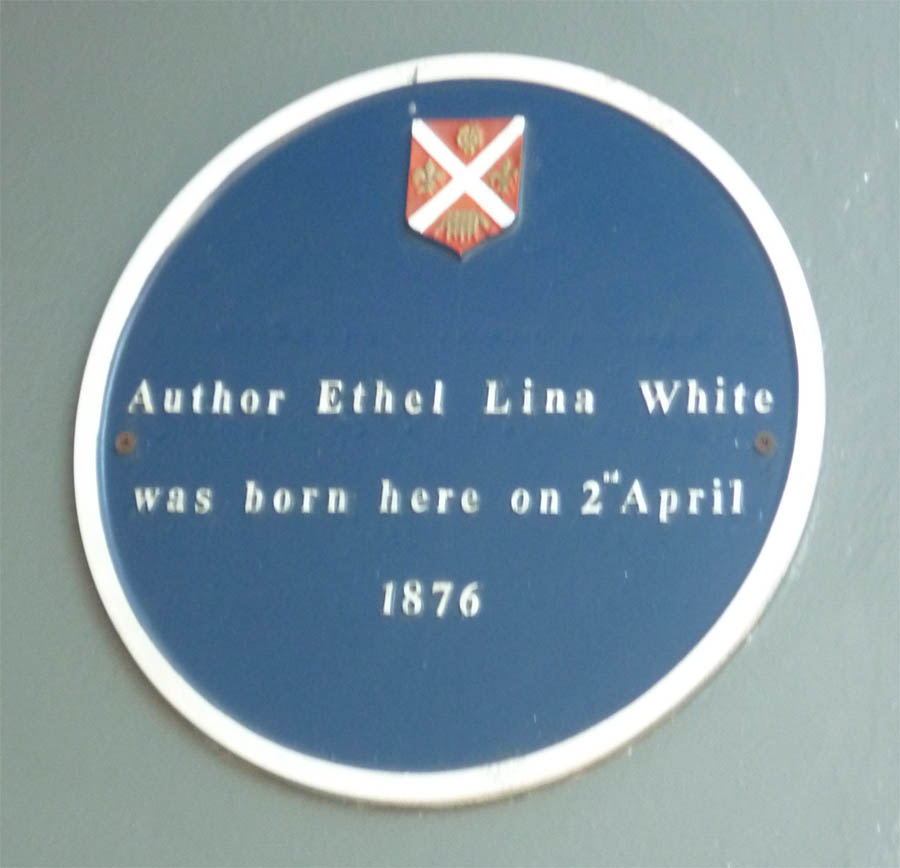 Author Ethel Lina White
was born here on 2nd April
1876